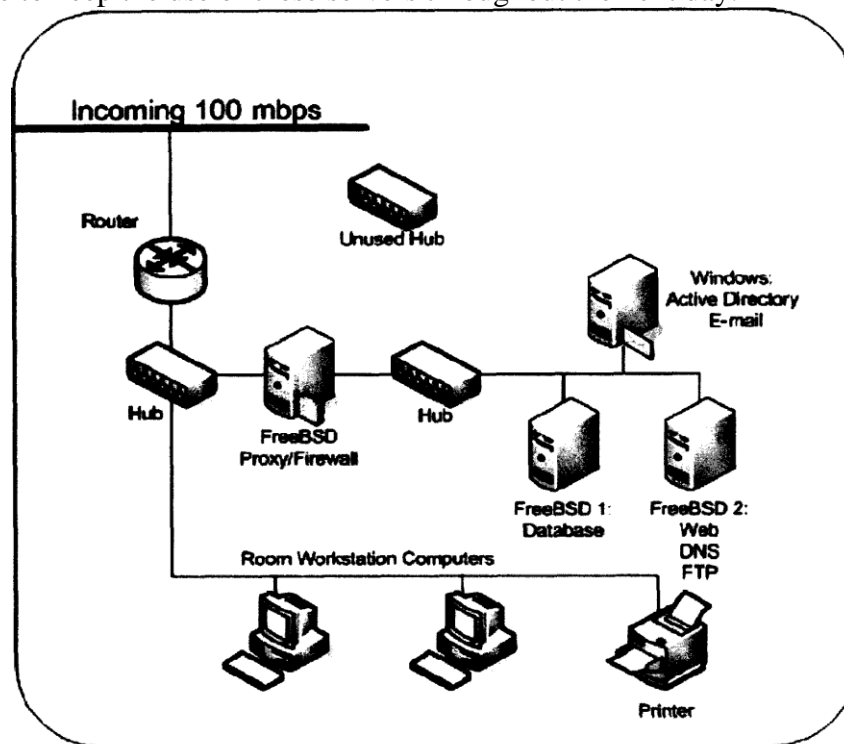 Incoming 100 mbps
Router
Unused Hub
Windows:
Active Directory
E-mail
Hub
FreeBSD
Proxy/Firewall
Hub
FreeBSD 1:
Database
FreeBSD 2:
Web
DNS
FTP
Room Workstation Computers
Printer